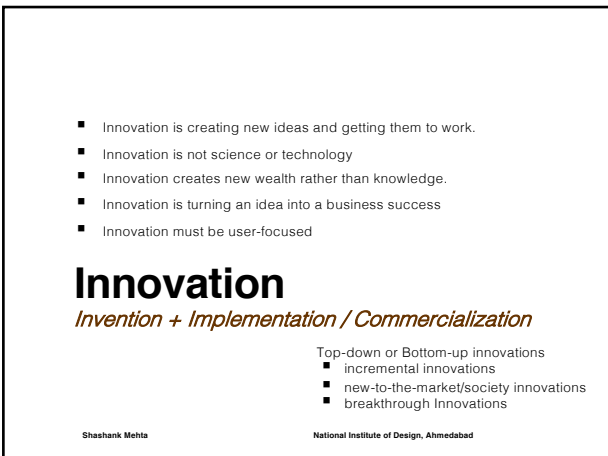 ▪ Innovation is creating new ideas and getting them to work.
▪ Innovation is not science or technology
▪ Innovation creates new wealth rather than knowledge.
▪ Innovation is turning an idea into a business success
▪ Innovation must be user-focused
Innovation
Invention + Implementation / Commercialization
Top-down or Bottom-up innovations
▪ incremental innovations
▪ new-to-the-market/society innovations
▪ breakthrough Innovations
Shashank Mehta National Institute of Design, Ahmedabad